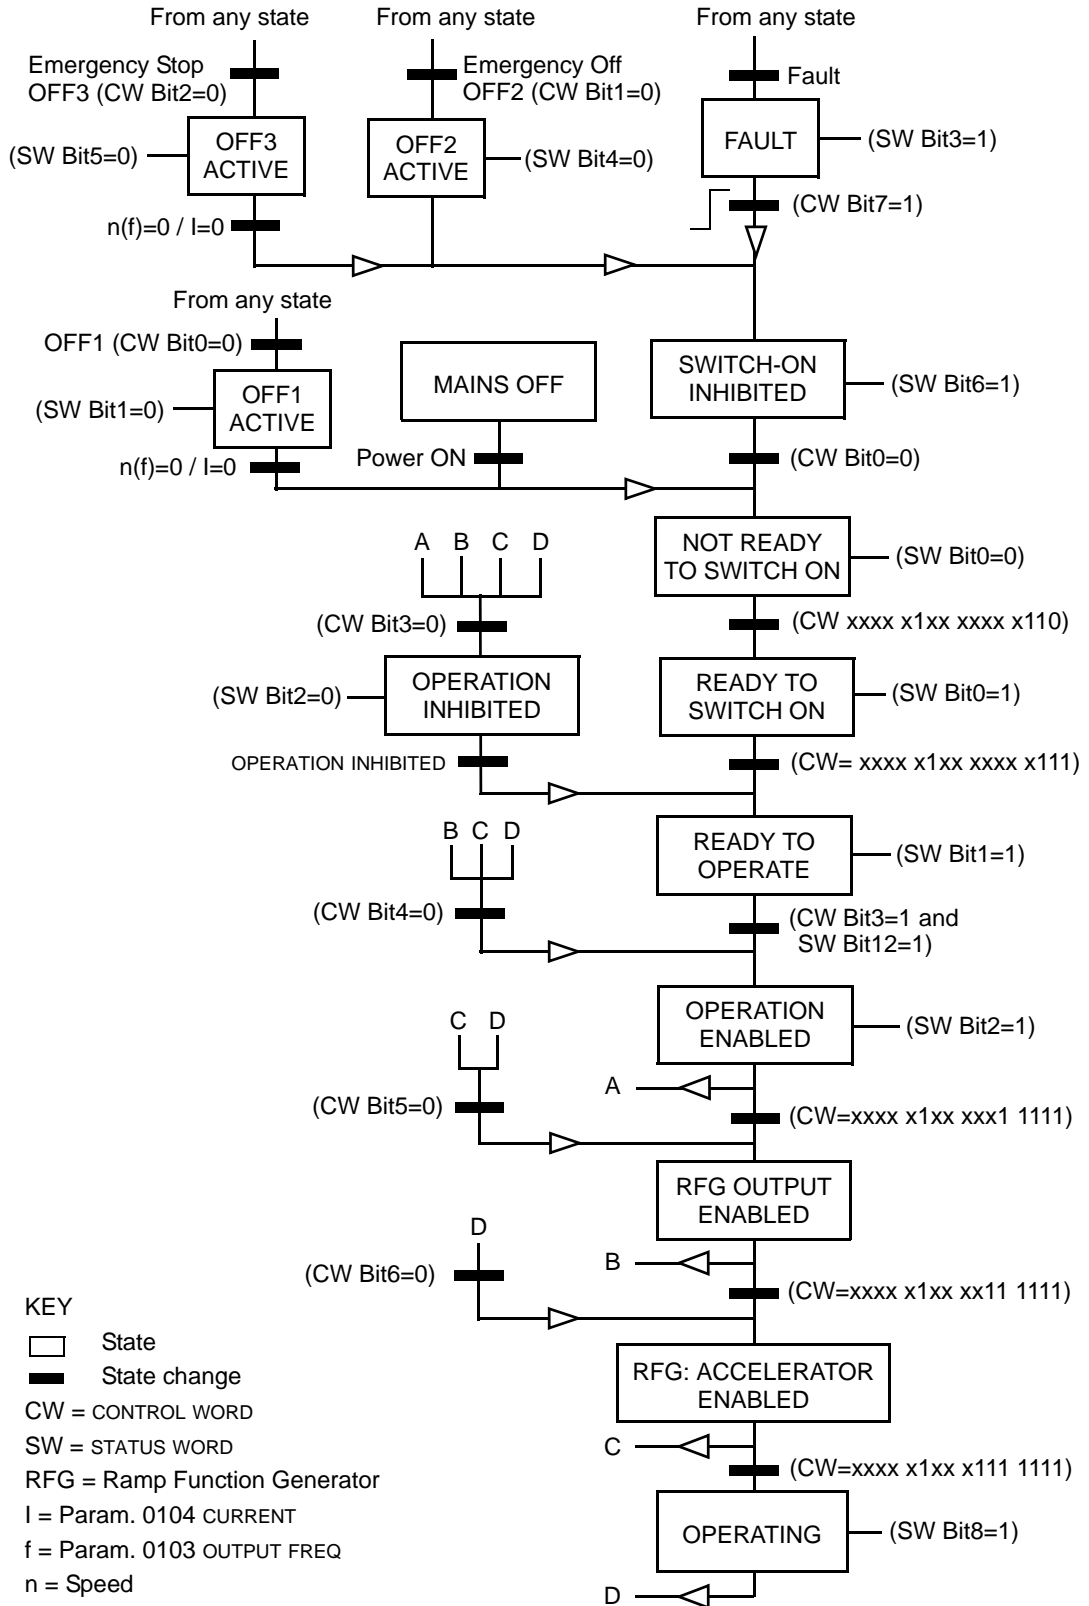 From any state
From any state
From any state
Emergency Stop
OFF3 (CW Bit2=0)
Emergency Off
OFF2 (CW Bit1=0)
Fault
(SW Bit5=0)
OFF3
ACTIVE
OFF2
ACTIVE
(SW Bit4=0)
FAULT
(SW Bit3=1)
n(f)=0 / I=0
(CW Bit7=1)
From any state
OFF1 (CW Bit0=0)
(SW Bit1=0)
OFF1
ACTIVE
MAINS OFF
SWITCH-ON
INHIBITED
(SW Bit6=1)
n(f)=0 / I=0
Power ON
(CW Bit0=0)
A B C D
NOT READY
TO SWITCH ON
(SW Bit0=0)
(CW Bit3=0)
(CW xxxx x1xx xxxx x110)
(SW Bit2=0)
OPERATION
INHIBITED
READY TO
SWITCH ON
(SW Bit0=1)
OPERATION INHIBITED
(CW= xxxx x1xx xxxx x111)
B C D
READY TO
OPERATE
(SW Bit1=1)
(CW Bit4=0)
(CW Bit3=1 and
SW Bit12=1)
C D
OPERATION
ENABLED
(SW Bit2=1)
A
(CW Bit5=0)
(CW=xxxx x1xx xxx1 1111)
RFG OUTPUT
ENABLED
D
B
(CW Bit6=0)
(CW=xxxx x1xx xx11 1111)
RFG: ACCELERATOR
ENABLED
C
(CW=xxxx x1xx x111 1111)
OPERATING
(SW Bit8=1)
D
KEY
State
State change
CW = CONTROL WORD
SW = STATUS WORD
RFG = Ramp Function Generator
I = Param. 0104 CURRENT
f = Param. 0103 OUTPUT FREQ
n = Speed